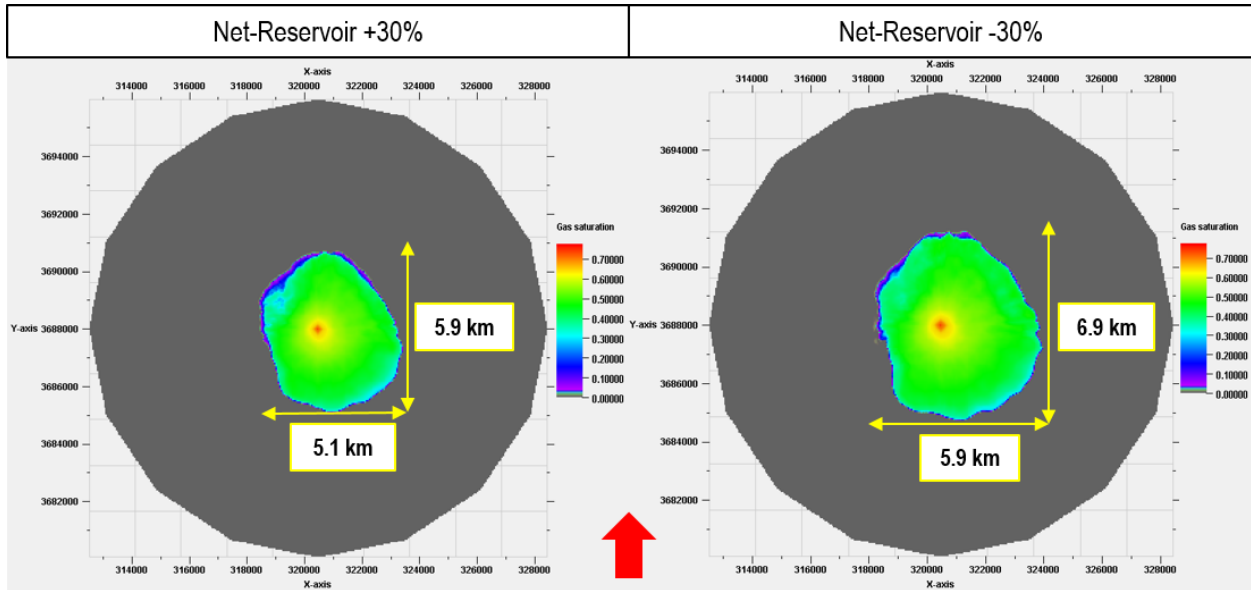 Net-Reservoir +30%
Net-Reservoir -30%
X-axis
314000 316000 318000 320000 322000 324000 326000 328000
3694000
3692000
3690000
Y-axis 3688000
3686000
3684000
3682000
Gas saturation
0.70000
0.60000
0.50000
0.40000
0.30000
0.20000
0.10000
0.00000
5.9 km
5.1 km
314000 316000 318000 320000 322000 324000 326000 328000
X-axis
X-axis
314000 316000 318000 320000 322000 324000 326000 328000
3694000
3692000
3690000
Y-axis 3688000
3686000
3684000
3682000
Gas saturation
0.70000
0.60000
0.50000
0.40000
0.30000
0.20000
0.10000
0.00000
6.9 km
5.9 km
314000 316000 318000 320000 322000 324000 326000 328000
X-axis